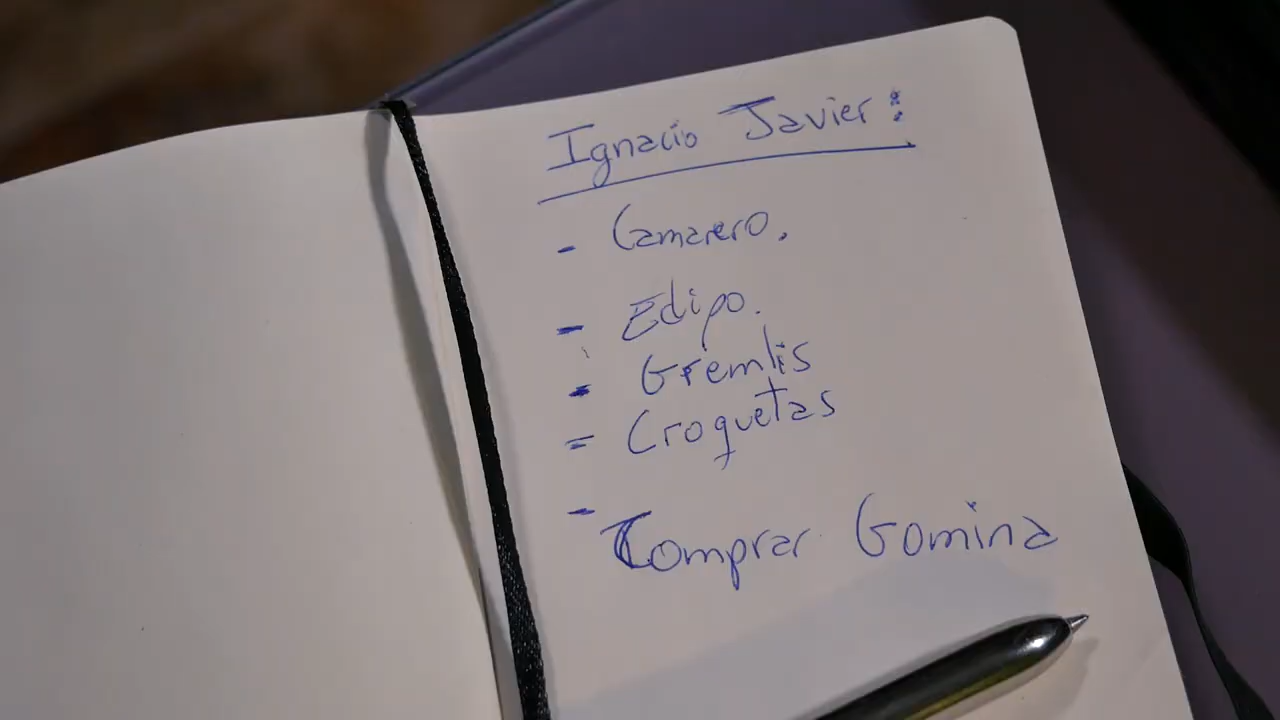 Ignacio Javier:
- Camarero.
- Edipo.
- Gremlis
- Croquetas
- Comprar Gomina